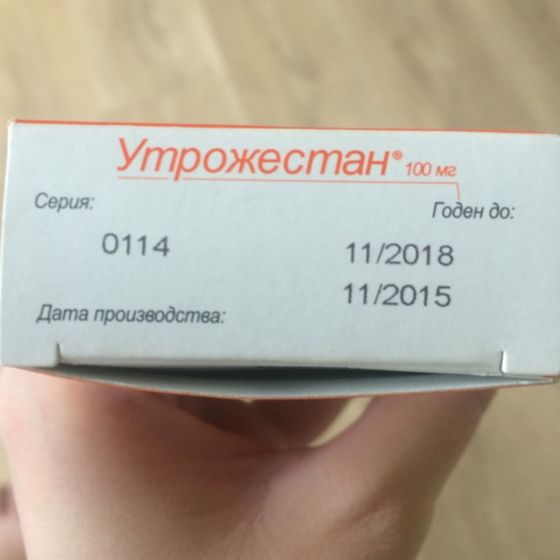 Утрожестан® 100 мг
Серия: Годен до:
0114 11/2018
11/2015
Дата производства: